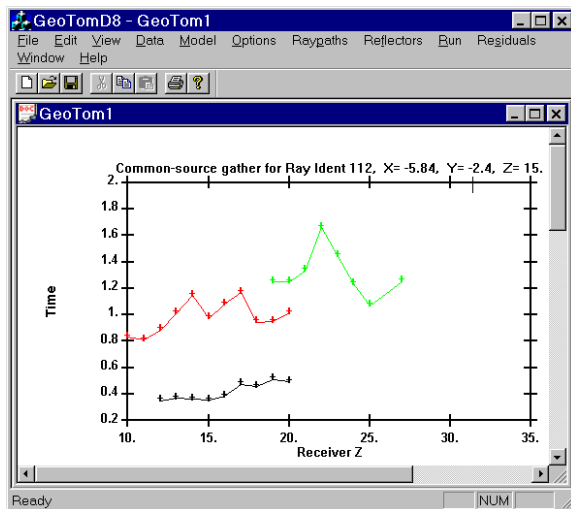 GeoTomD8 - GeoTom1
File Edit View Data Model Options Raypaths Reflectors Run Residuals
Window Help
GeoTom1
Common-source gather for Ray Ident 112, X= -5.84, Y= -2.4, Z= 15.
2.
1.8
1.6
1.4
1.2
1.
0.8
0.6
0.4
0.2
Time
10. 15. 20. 25. 30. 35.
Receiver Z
Ready NUM